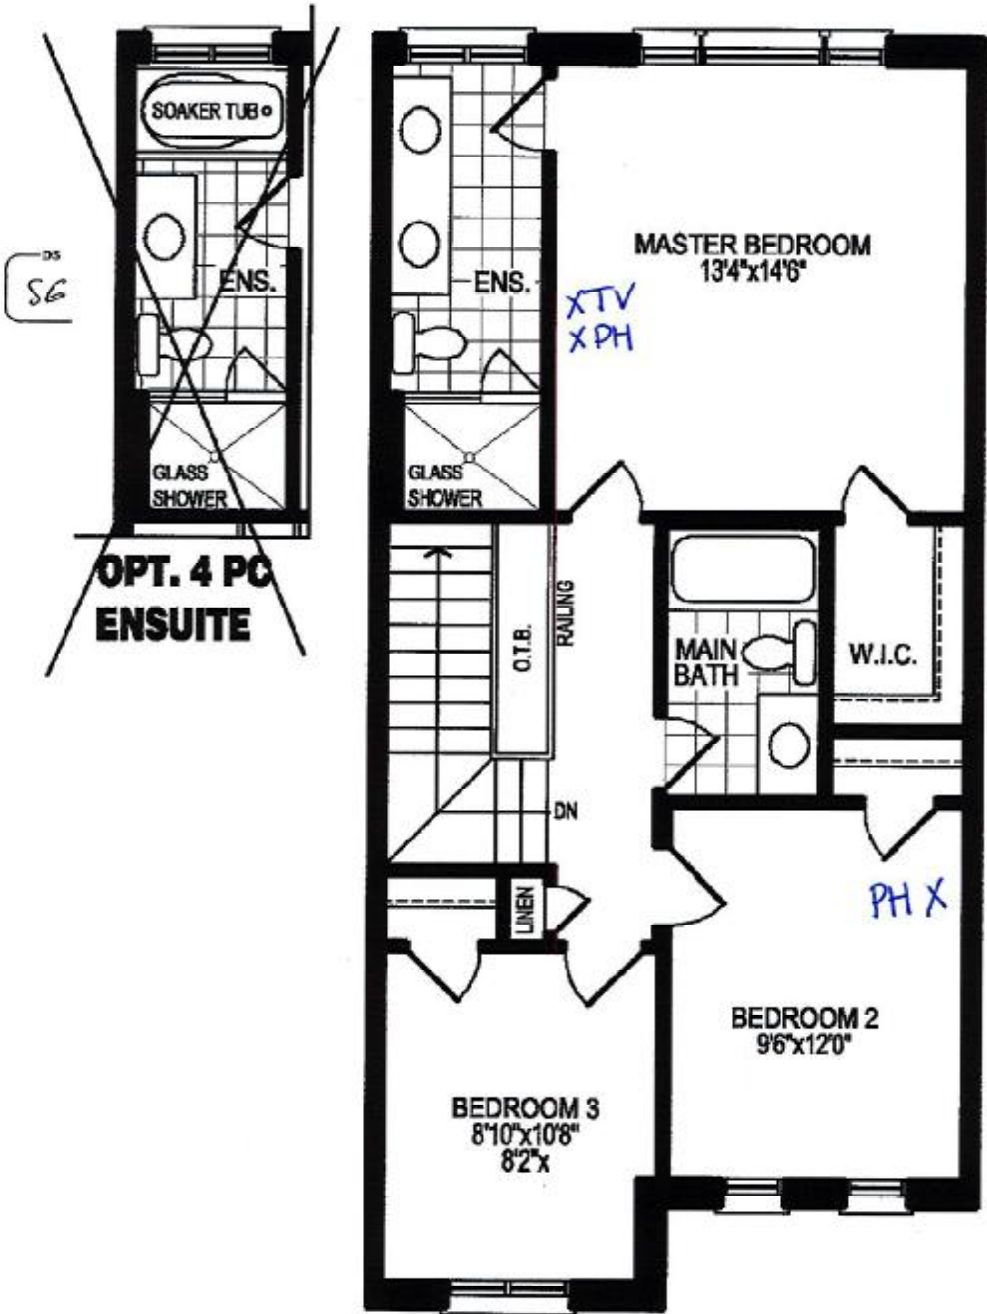 SOAKER TUB
ENS.
GLASS
SHOWER
OPT. 4 PC
ENSUITE
DS
SG
ENS.
GLASS
SHOWER
MASTER BEDROOM
13'4"x14'6"
X TV
X PH
O.T.B.
RAILING
MAIN
BATH
W.I.C.
DN
LINEN
PH X
BEDROOM 2
9'6"x12'0"
BEDROOM 3
8'10"x10'8"
8'2"x